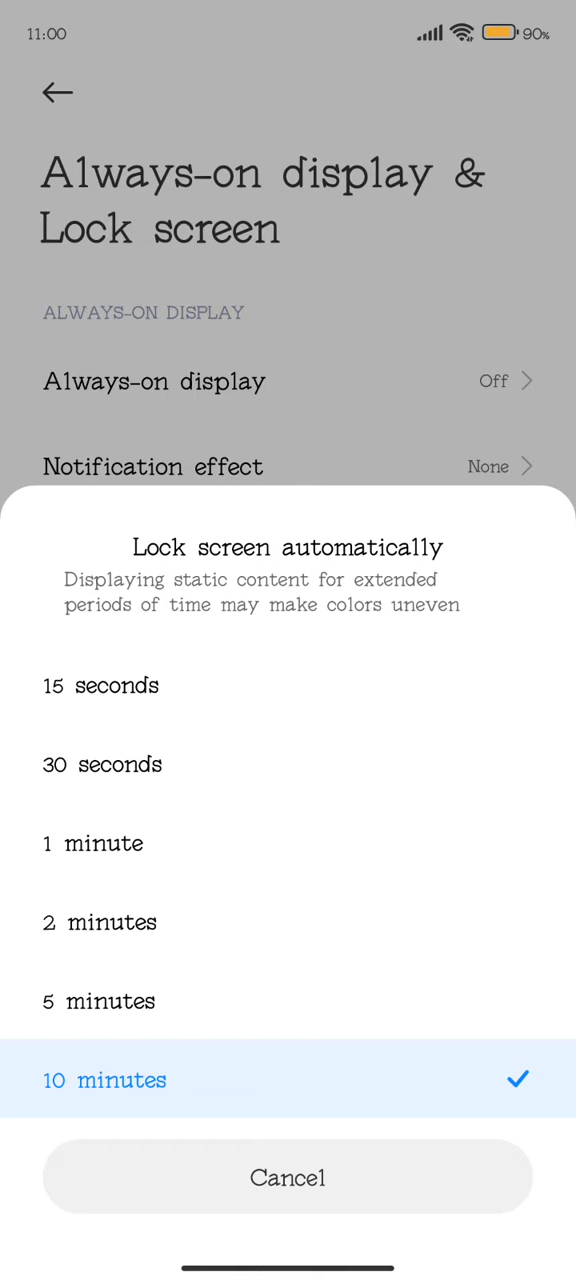 11:00
90%
Always-on display &
Lock screen
ALWAYS-ON DISPLAY
Always-on display Off
Notification effect None
Lock screen automatically
Displaying static content for extended
periods of time may make colors uneven
15 seconds
30 seconds
1 minute
2 minutes
5 minutes
10 minutes
Cancel